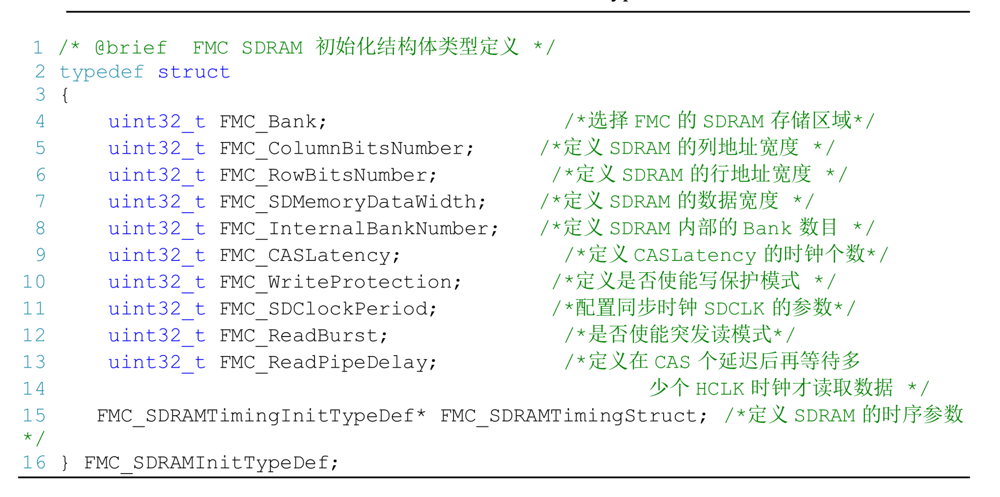 1 /* @brief  FMC SDRAM 初始化结构体类型定义 */
2 typedef struct
3 {
4     uint32_t FMC_Bank;                   /*选择 FMC 的 SDRAM 存储区域*/
5     uint32_t FMC_ColumnBitsNumber;     /*定义 SDRAM 的列地址宽度 */
6     uint32_t FMC_RowBitsNumber;         /*定义 SDRAM 的行地址宽度 */
7     uint32_t FMC_SDMemoryDataWidth;    /*定义 SDRAM 的数据宽度 */
8     uint32_t FMC_InternalBankNumber;   /*定义 SDRAM 内部的 Bank 数目 */
9     uint32_t FMC_CASLatency;             /*定义 CASLatency 的时钟个数*/
10     uint32_t FMC_WriteProtection;       /*定义是否使能写保护模式 */
11     uint32_t FMC_SDClockPeriod;         /*配置同步时钟 SDCLK 的参数*/
12     uint32_t FMC_ReadBurst;              /*是否使能突发读模式*/
13     uint32_t FMC_ReadPipeDelay;          /*定义在 CAS 个延迟后再等待多
14                                                 少个 HCLK 时钟才读取数据 */
15    FMC_SDRAMTimingInitTypeDef* FMC_SDRAMTimingStruct; /*定义 SDRAM 的时序参数
*/
16 } FMC_SDRAMInitTypeDef;